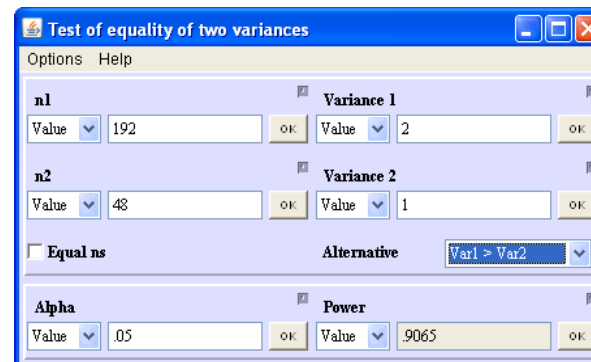 Test of equality of two variances
Options Help
n1 Variance 1
Value 192 OK Value 2 OK
n2 Variance 2
Value 48 OK Value 1 OK
Equal ns Alternative Var1 > Var2
Alpha Power
Value .05 OK Value .9065 OK